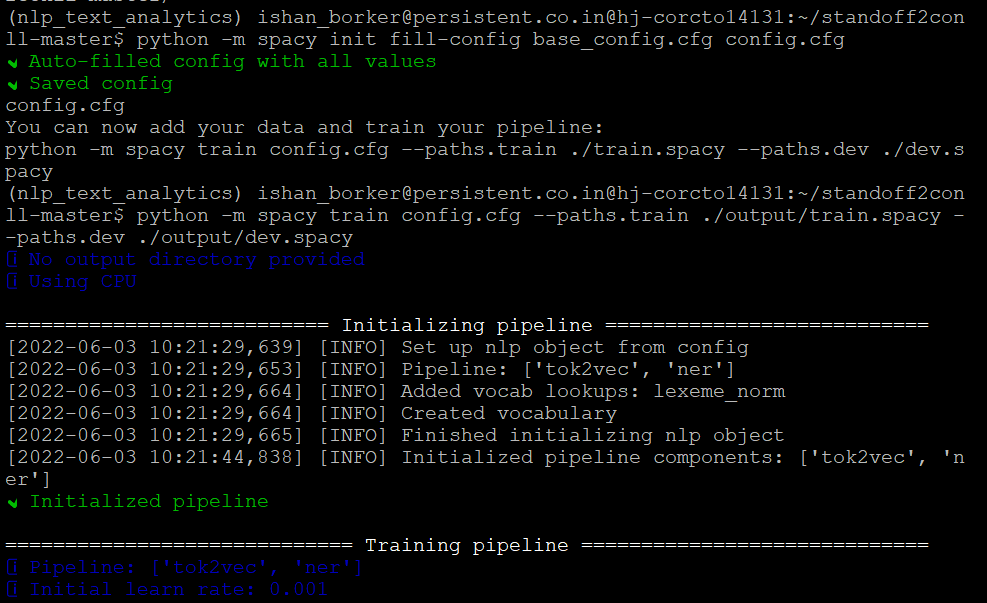 (nlp_text_analytics) ishan_borker@persistent.co.in@hj-corcto14131:~/standoff2con
ll-master$ python -m spacy init fill-config base_config.cfg config.cfg
✔ Auto-filled config with all values
✔ Saved config
config.cfg
You can now add your data and train your pipeline:
python -m spacy train config.cfg --paths.train ./train.spacy --paths.dev ./dev.s
pacy
(nlp_text_analytics) ishan_borker@persistent.co.in@hj-corcto14131:~/standoff2con
ll-master$ python -m spacy train config.cfg --paths.train ./output/train.spacy -
-paths.dev ./output/dev.spacy
ℹ No output directory provided
ℹ Using CPU
=========================== Initializing pipeline ===========================
[2022-06-03 10:21:29,639] [INFO] Set up nlp object from config
[2022-06-03 10:21:29,653] [INFO] Pipeline: ['tok2vec', 'ner']
[2022-06-03 10:21:29,664] [INFO] Added vocab lookups: lexeme_norm
[2022-06-03 10:21:29,664] [INFO] Created vocabulary
[2022-06-03 10:21:29,665] [INFO] Finished initializing nlp object
[2022-06-03 10:21:44,838] [INFO] Initialized pipeline components: ['tok2vec', 'n
er']
✔ Initialized pipeline
============================= Training pipeline =============================
ℹ Pipeline: ['tok2vec', 'ner']
ℹ Initial learn rate: 0.001